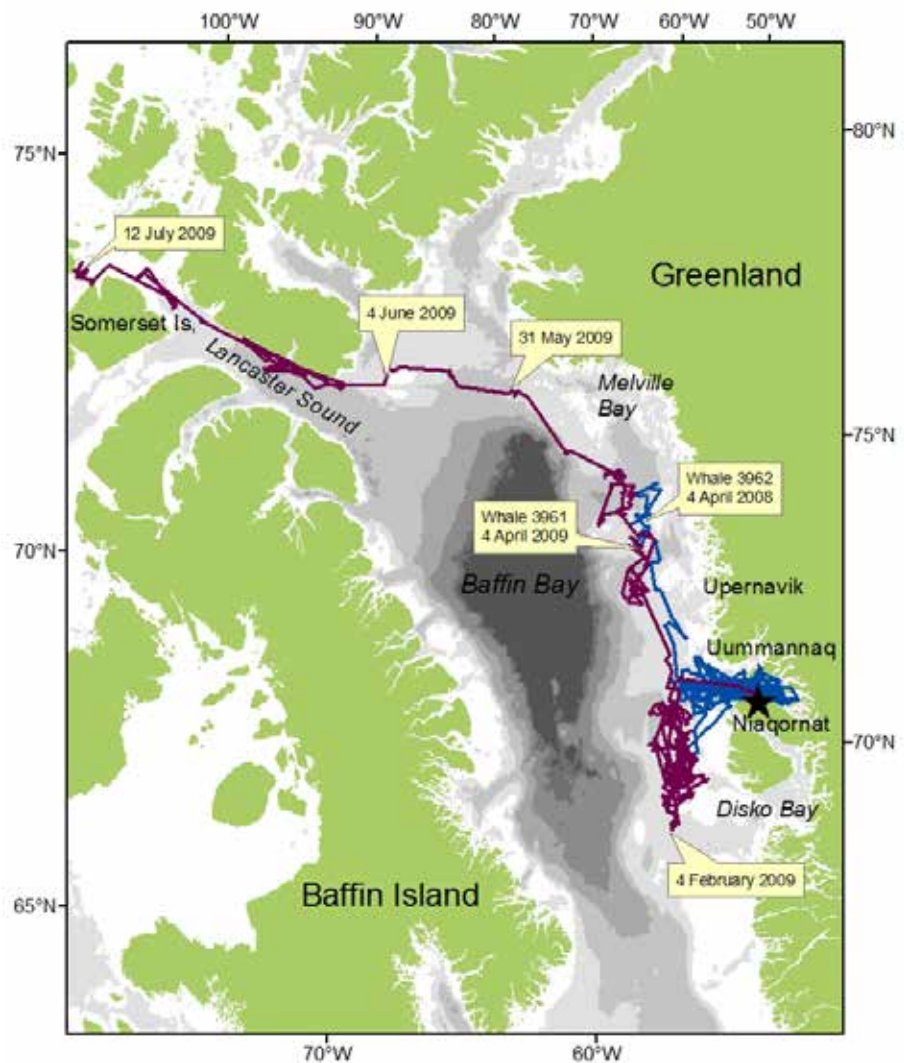 100°W 90°W 80°W 70°W 60°W 50°W
80°N
75°N
12 July 2009
Greenland
4 June 2009
Somerset Is,
31 May 2009
Lancaster Sound
Melville
Bay
75°N
Whale 3962
4 April 2008
Whale 3961
4 April 2009
70°N
Baffin Bay
Upernavik
Uummannaq
Niaqornat
70°N
Disko Bay
4 February 2009
Baffin Island
65°N
70°W 60°W